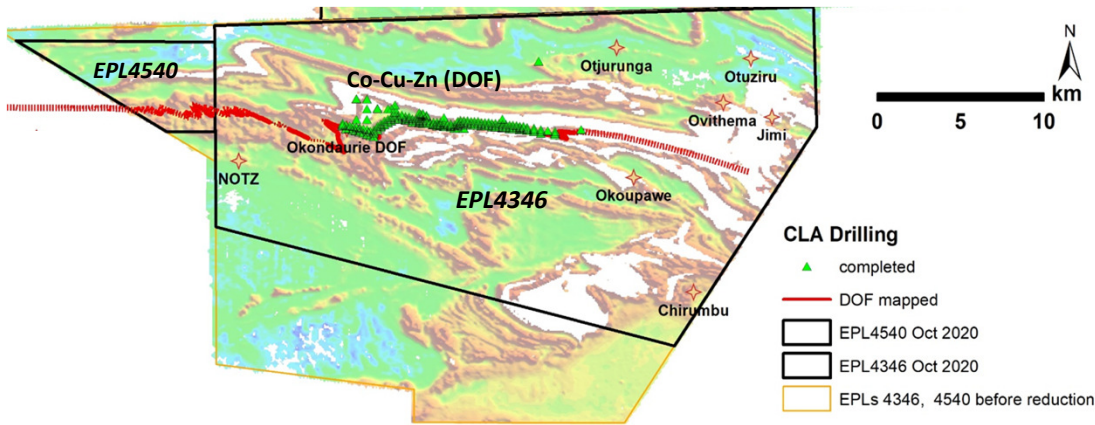 EPL4540
Otjurunga
Otuziru
N
Co-Cu-Zn (DOF)
km
0 5 10
Ovithema
Jimi
Okondaurie DOF
NOTZ
EPL4346
Okoupawe
Chirumbu
CLA Drilling
completed
DOF mapped
EPL4540 Oct 2020
EPL4346 Oct 2020
EPLs 4346, 4540 before reduction